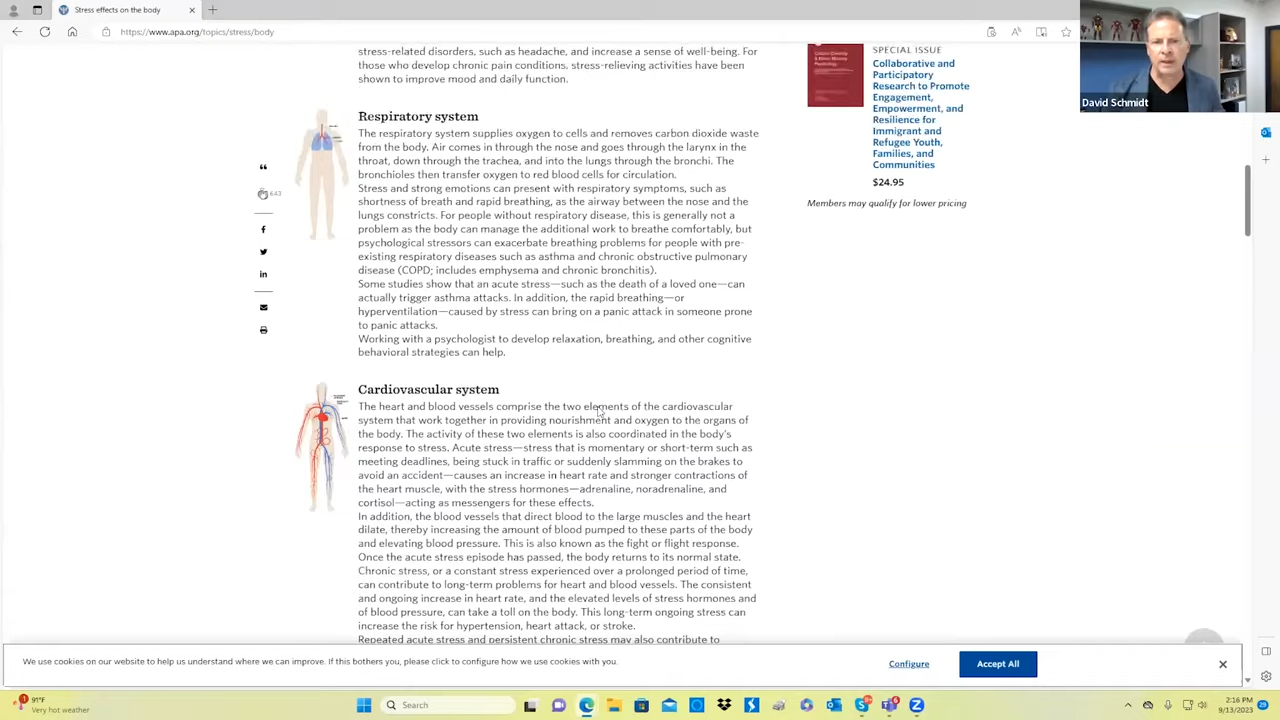 Stress effects on the body
https://www.apa.org/topics/stress/body
stress-related disorders, such as headache, and increase a sense of well-being. For
those who develop chronic pain conditions, stress-relieving activities have been
shown to improve mood and daily function.
Respiratory system
The respiratory system supplies oxygen to cells and removes carbon dioxide waste
from the body. Air comes in through the nose and goes through the larynx in the
throat, down through the trachea, and into the lungs through the bronchi. The
bronchioles then transfer oxygen to red blood cells for circulation.
Stress and strong emotions can present with respiratory symptoms, such as
shortness of breath and rapid breathing, as the airway between the nose and the
lungs constricts. For people without respiratory disease, this is generally not a
problem as the body can manage the additional work to breathe comfortably, but
psychological stressors can exacerbate breathing problems for people with pre-
existing respiratory diseases such as asthma and chronic obstructive pulmonary
disease (COPD; includes emphysema and chronic bronchitis).
Some studies show that an acute stress—such as the death of a loved one—can
actually trigger asthma attacks. In addition, the rapid breathing—or
hyperventilation—caused by stress can bring on a panic attack in someone prone
to panic attacks.
Working with a psychologist to develop relaxation, breathing, and other cognitive
behavioral strategies can help.
643
Cardiovascular system
The heart and blood vessels comprise the two elements of the cardiovascular
system that work together in providing nourishment and oxygen to the organs of
the body. The activity of these two elements is also coordinated in the body's
response to stress. Acute stress—stress that is momentary or short-term such as
meeting deadlines, being stuck in traffic or suddenly slamming on the brakes to
avoid an accident—causes an increase in heart rate and stronger contractions of
the heart muscle, with the stress hormones—adrenaline, noradrenaline, and
cortisol—acting as messengers for these effects.
In addition, the blood vessels that direct blood to the large muscles and the heart
dilate, thereby increasing the amount of blood pumped to these parts of the body
and elevating blood pressure. This is also known as the fight or flight response.
Once the acute stress episode has passed, the body returns to its normal state.
Chronic stress, or a constant stress experienced over a prolonged period of time,
can contribute to long-term problems for heart and blood vessels. The consistent
and ongoing increase in heart rate, and the elevated levels of stress hormones and
of blood pressure, can take a toll on the body. This long-term ongoing stress can
increase the risk for hypertension, heart attack, or stroke.
Repeated acute stress and persistent chronic stress may also contribute to
SPECIAL ISSUE
Collaborative and
Participatory
Research to Promote
Engagement,
Empowerment, and
Resilience for
Immigrant and
Refugee Youth,
Families, and
Communities
$24.95
Members may qualify for lower pricing
David Schmidt
We use cookies on our website to help us understand where we can improve. If this bothers you, please click to configure how we use cookies with you.
Configure
Accept All
91°F
Very hot weather
Search
2:16 PM
9/13/2023